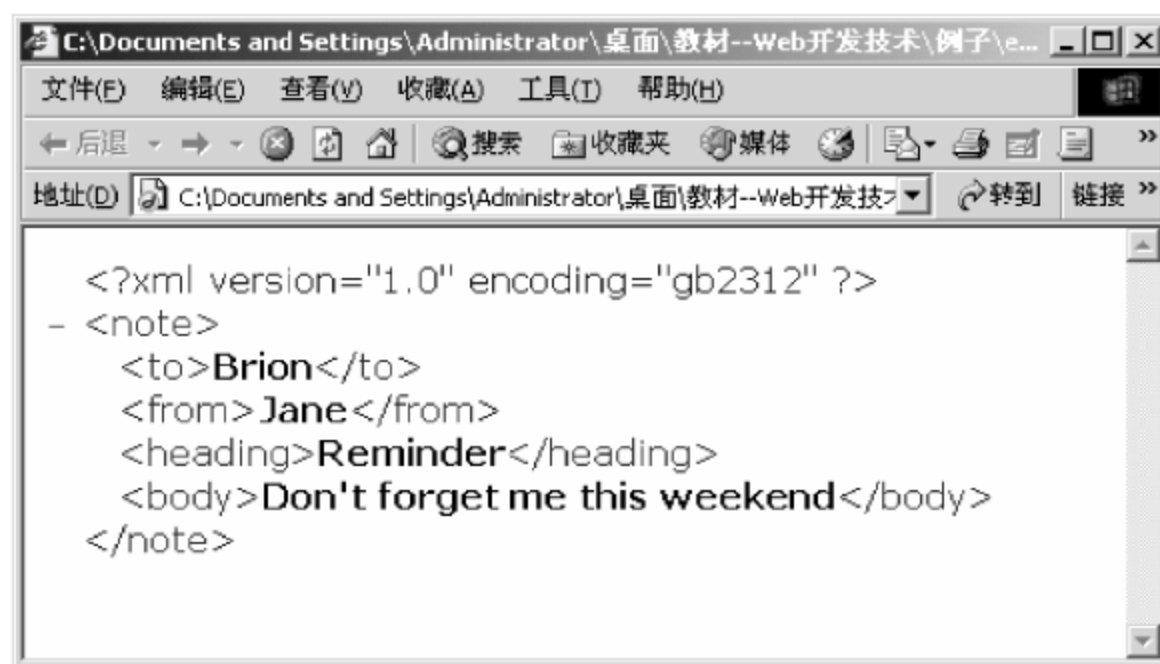 C:\Documents and Settings\Administrator\桌面\教材--Web开发技术\例子\e...
文件(F) 编辑(E) 查看(V) 收藏(A) 工具(T) 帮助(H)
后退 搜索 收藏夹 媒体 »
地址(D) C:\Documents and Settings\Administrator\桌面\教材--Web开发技 转到 链接 »
<?xml version="1.0" encoding="gb2312" ?>
- <note>
<to>Brion</to>
<from>Jane</from>
<heading>Reminder</heading>
<body>Don't forget me this weekend</body>
</note>